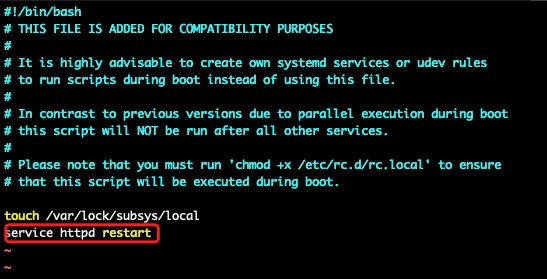 #!/bin/bash
# THIS FILE IS ADDED FOR COMPATIBILITY PURPOSES
#
# It is highly advisable to create own systemd services or udev rules
# to run scripts during boot instead of using this file.
#
# In contrast to previous versions due to parallel execution during boot
# this script will NOT be run after all other services.
#
# Please note that you must run 'chmod +x /etc/rc.d/rc.local' to ensure
# that this script will be executed during boot.

touch /var/lock/subsys/local
service httpd restart
~
~